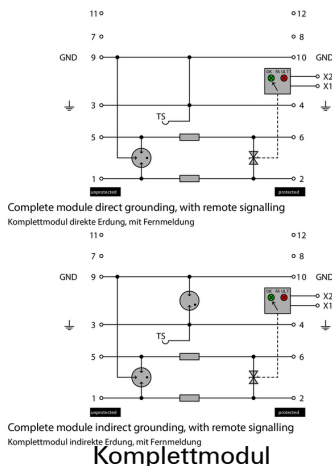 11 12
7 8
GND 9 10 GND
OK FAULT
X2
X1
3 4
TS
5 6
1 2
unprotected protected
Complete module direct grounding, with remote signalling
Komplettmodul direkte Erdung, mit Fernmeldung
11 12
7 8
GND 9 10 GND
OK FAULT
X2
X1
3 4
TS
5 6
1 2
unprotected protected
Complete module indirect grounding, with remote signalling
Komplettmodul indirekte Erdung, mit Fernmeldung
Komplettmodul